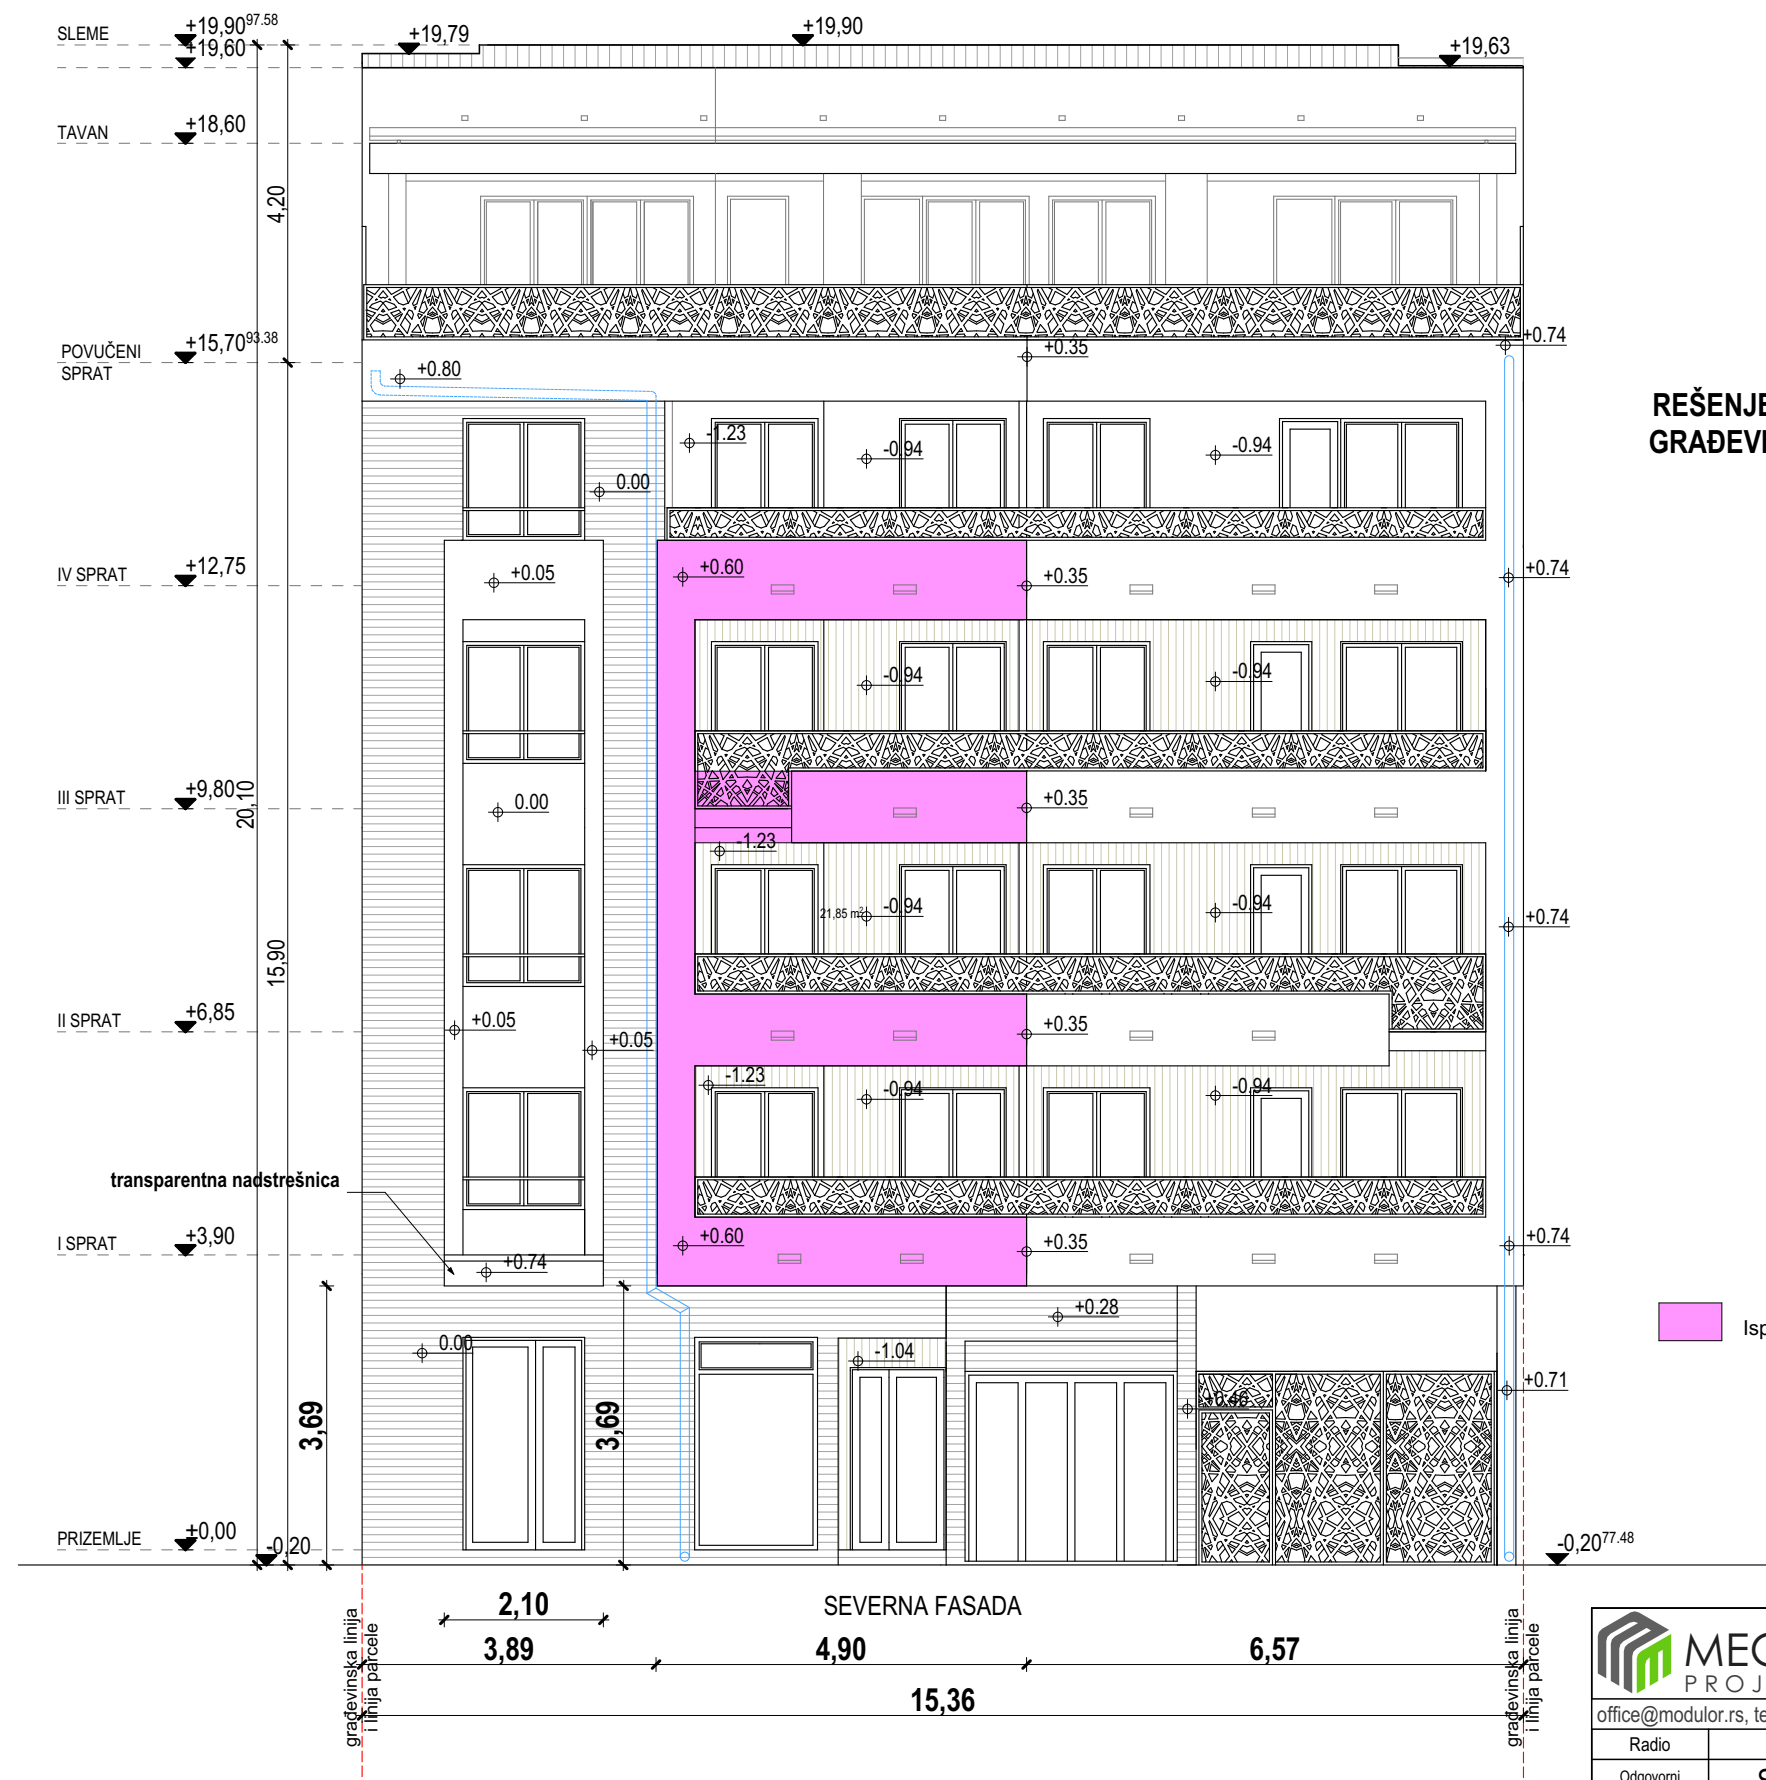 SLEME
+19,90 97.58
+19,60
+19,79
+19,90
+19,63
TAVAN
+18,60
4,20
POVUČENI
SPRAT
+15,70 93.38
+0.35
+0.74
+0.80
REŠENJE
-1.23
-0.94
-0.94
0.00
IV SPRAT
+12,75
+0.05
+0.60
+0.35
+0.74
-0.94
-0.94
III SPRAT
+9,80
20,10
0.00
+0.35
-1.23
21,85 m²
-0.94
-0.94
+0.74
15,90
II SPRAT
+6,85
+0.05
+0.05
+0.35
-1.23
-0.94
-0.94
transparentna nadstrešnica
I SPRAT
+3,90
+0.74
+0.60
+0.35
+0.74
+0.28
0.00
-1.04
+0.46
+0.71
3,69
3,69
PRIZEMLJE
+0,00
-0,20
-0,20 77.48
SEVERNA FASADA
2,10
3,89
4,90
6,57
15,36
građevinska linija
i linija parcele
građevinska linija
i linija parcele
office@modulor.rs,
Radio
Odgovorni